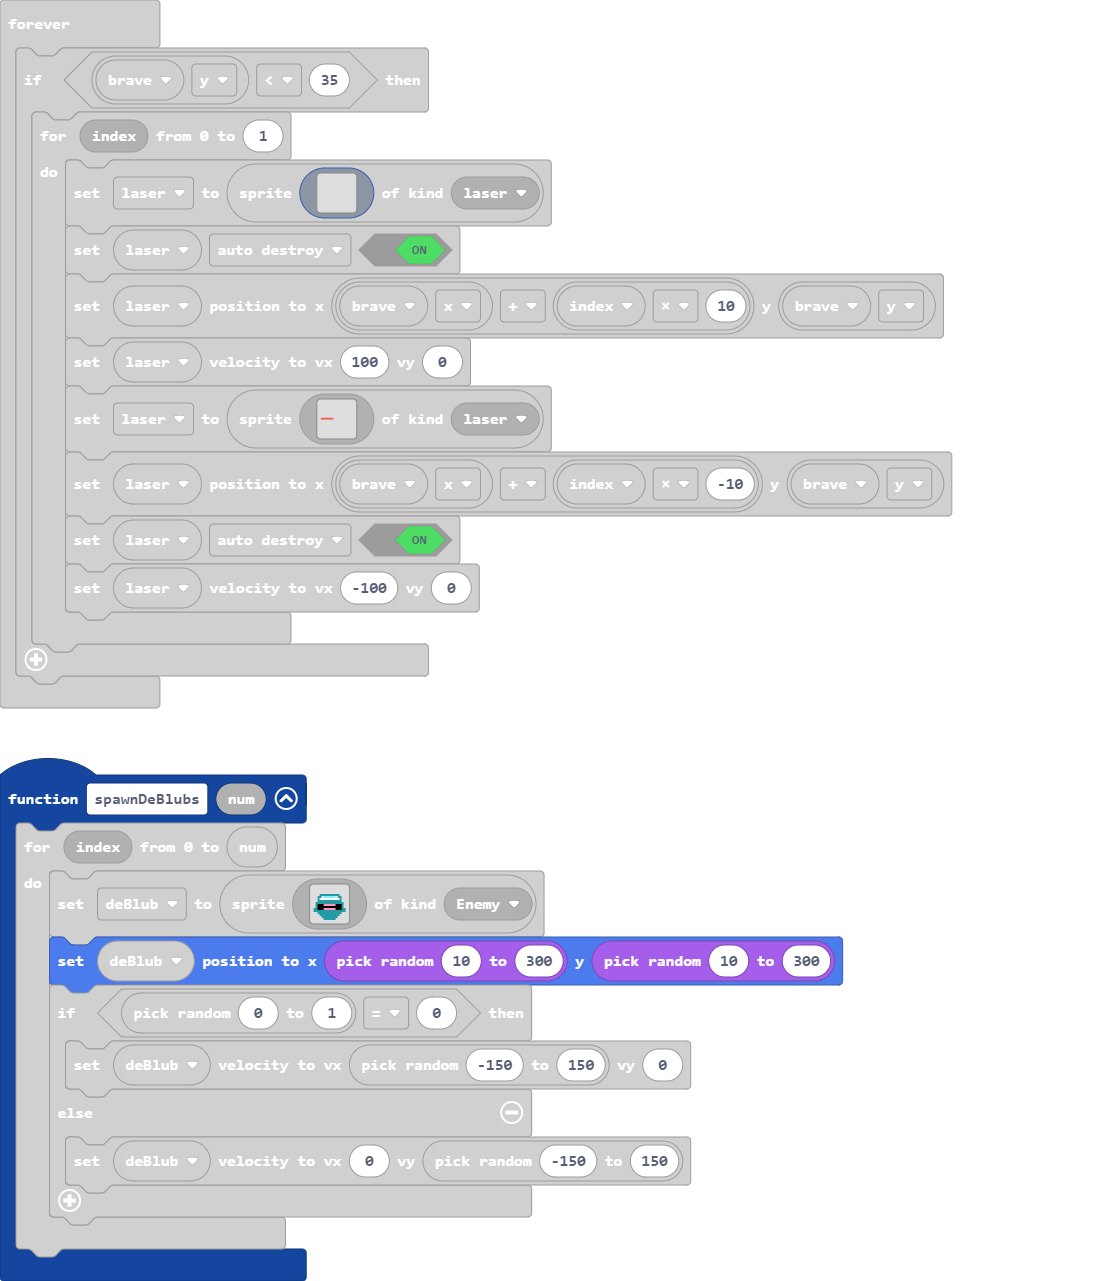 forever
if brave y < 35 then
for index from 0 to 1
do
set laser to sprite of kind laser
set laser auto destroy ON
set laser position to x brave x + index × 10 y brave y
set laser velocity to vx 100 vy 0
set laser to sprite of kind laser
set laser position to x brave x + index × -10 y brave y
set laser auto destroy ON
set laser velocity to vx -100 vy 0
function spawnDeBlubs num
for index from 0 to num
do
set deBlub to sprite of kind Enemy
set deBlub position to x pick random 10 to 300 y pick random 10 to 300
if pick random 0 to 1 = 0 then
set deBlub velocity to vx pick random -150 to 150 vy 0
else
set deBlub velocity to vx 0 vy pick random -150 to 150